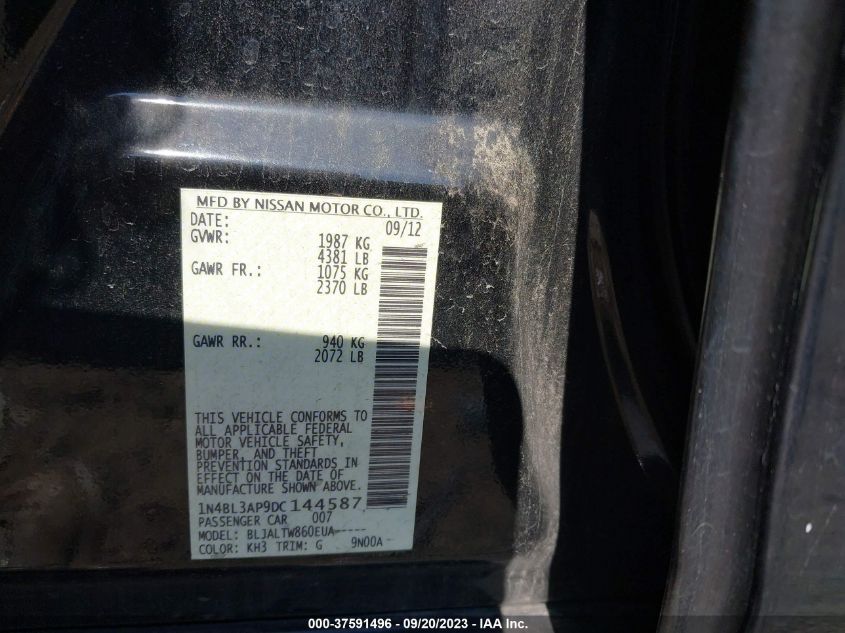 MFD BY NISSAN MOTOR CO., LTD.
DATE: 09/12
GVWR: 1987 KG
4381 LB
GAWR FR.: 1075 KG
2370 LB
GAWR RR.: 940 KG
2072 LB
THIS VEHICLE CONFORMS TO
ALL APPLICABLE FEDERAL
MOTOR VEHICLE SAFETY,
BUMPER, AND THEFT
PREVENTION STANDARDS IN
EFFECT ON THE DATE OF
MANUFACTURE SHOWN ABOVE.
1N4BL3AP9DC144587
PASSENGER CAR 007
MODEL: BLJALTW860EUA-----
COLOR: KH3 TRIM: G 9N00A
000-37591496 - 09/20/2023 - IAA Inc.